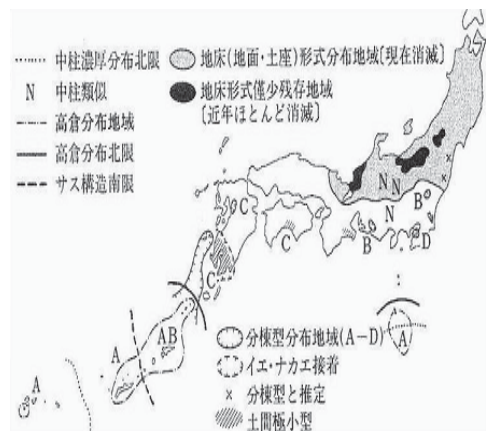 中柱濃厚分布北限
N 中柱類似
高倉分布地域
高倉分布北限
サス構造南限
地床(地面・土座)形式分布地域〔現在消滅〕
地床形式僅少残存地域
〔近年ほとんど消滅〕
N N
N
B
B
D
C
C
C
A
A
AB
A
分棟型分布地域(A－D)
イエ・ナカエ接着
× 分棟型と推定
土間極小型